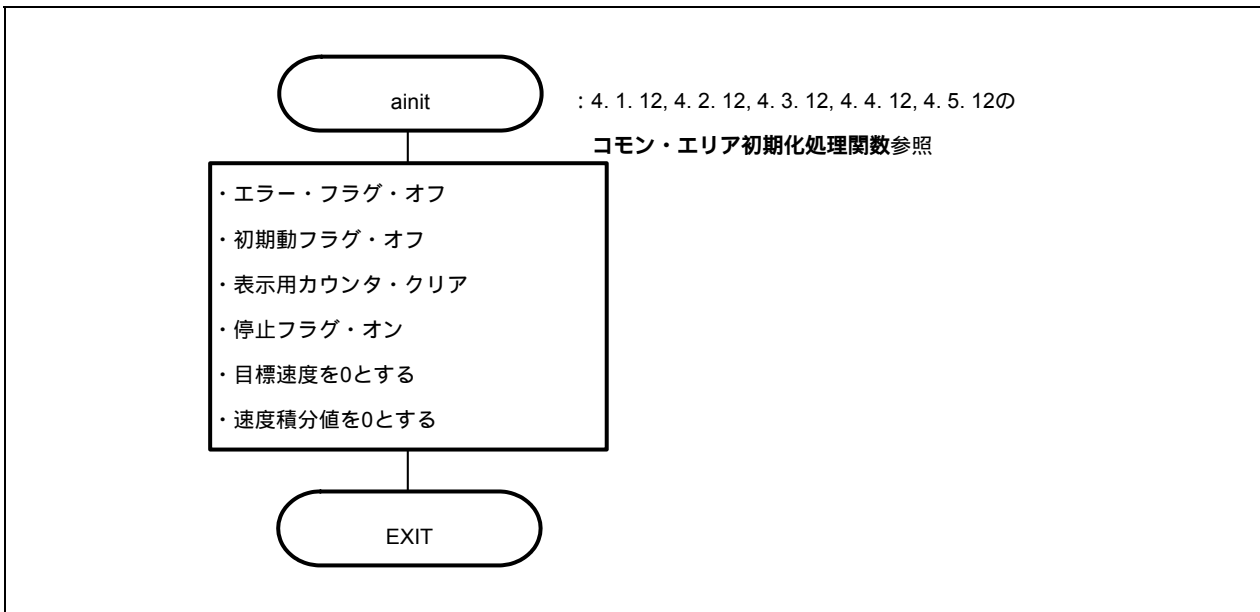 ainit
: 4. 1. 12, 4. 2. 12, 4. 3. 12, 4. 4. 12, 4. 5. 12の
コモン・エリア初期化処理関数参照
・エラー・フラグ・オフ
・初期動フラグ・オフ
・表示用カウンタ・クリア
・停止フラグ・オン
・目標速度を0とする
・速度積分値を0とする
EXIT